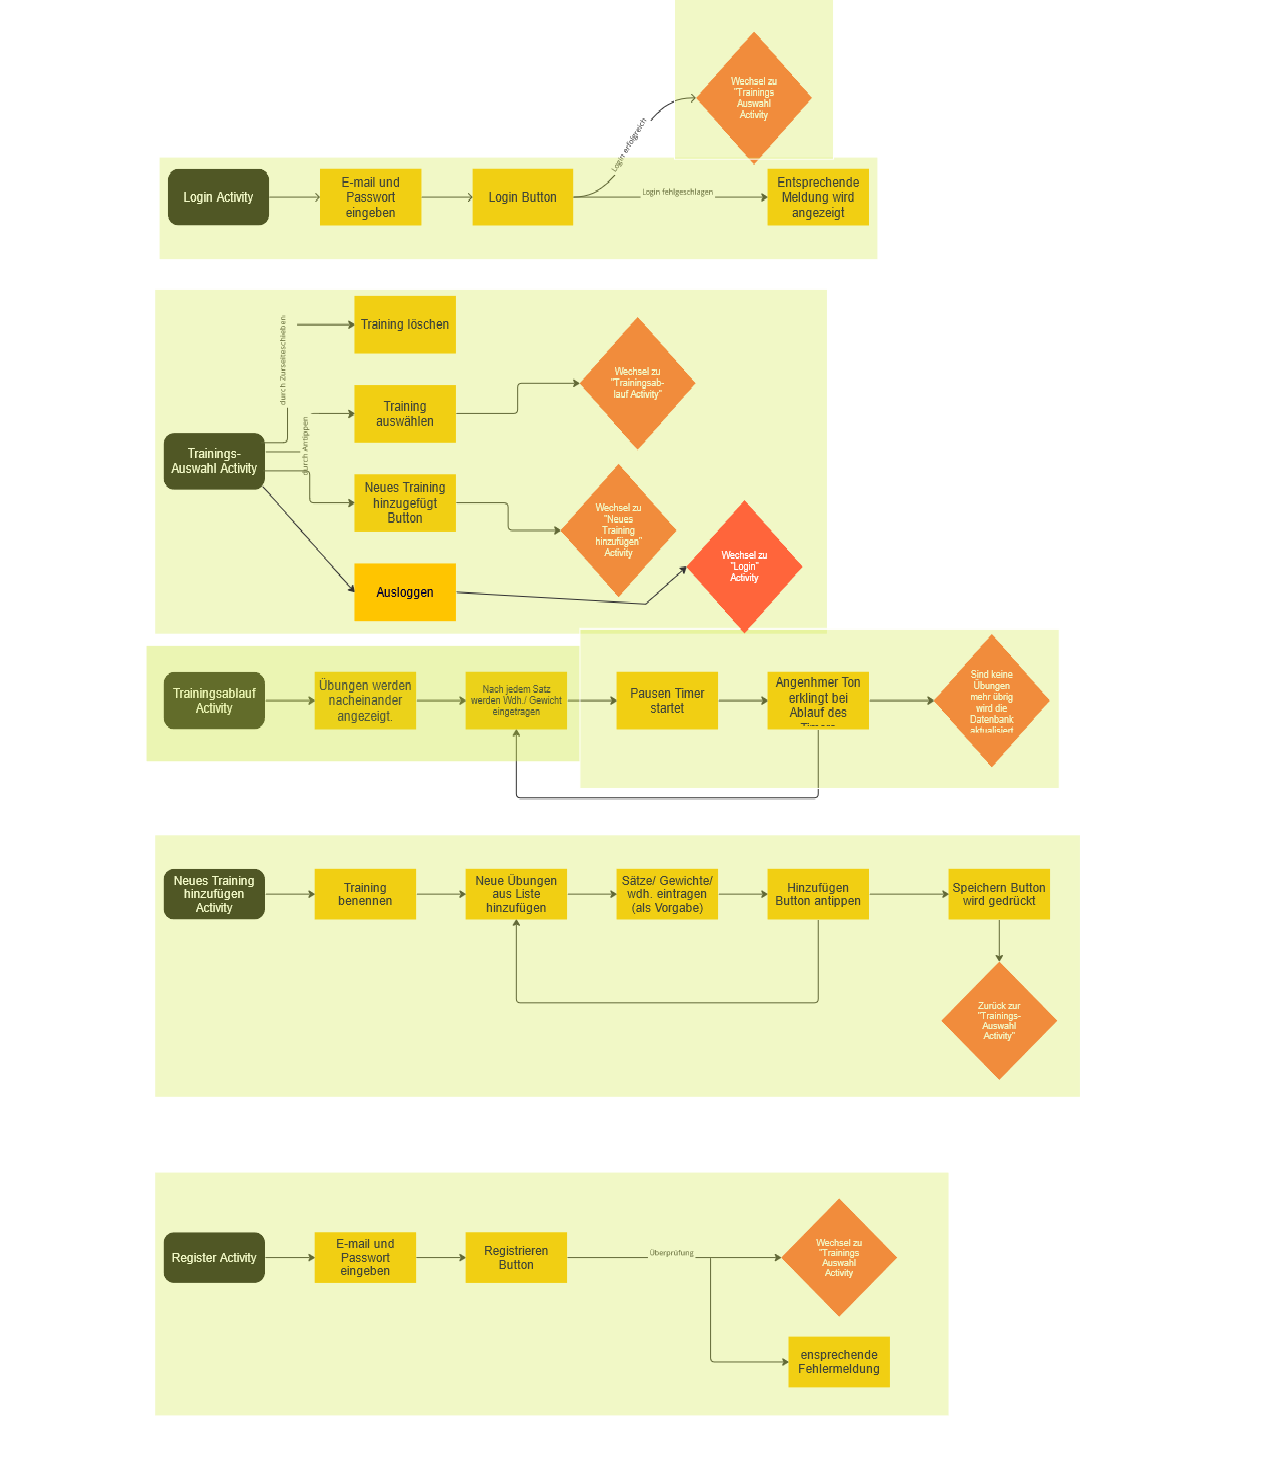 Wechsel zu
"Trainings
Auswahl
Activity
Login erfolgreich
Login Activity
E-mail und
Passwort
eingeben
Login Button
Login fehlgeschlagen
Entsprechende
Meldung wird
angezeigt
durch Zurseiteschieben
Training löschen
Wechsel zu
"Trainingsab-
lauf Activity"
Training
auswählen
durch Antippen
Trainings-
Auswahl Activity
Neues Training
hinzugefügt
Button
Wechsel zu
"Neues
Training
hinzufügen"
Activity
Wechsel zu
"Login"
Activity
Ausloggen
Trainingsablauf
Activity
Übungen werden
nacheinander
angezeigt.
Nach jedem Satz
werden Wdh./ Gewicht
eingetragen
Pausen Timer
startet
Angenhmer Ton
erklingt bei
Ablauf des
Timers
Sind keine
Übungen
mehr übrig
wird die
Datenbank
aktualisiert
Neues Training
hinzufügen
Activity
Training
benennen
Neue Übungen
aus Liste
hinzufügen
Sätze/ Gewichte/
wdh. eintragen
(als Vorgabe)
Hinzufügen
Button antippen
Speichern Button
wird gedrückt
Zurück zur
"Trainings-
Auswahl
Activity"
Register Activity
E-mail und
Passwort
eingeben
Registrieren
Button
Überprüfung
Wechsel zu
"Trainings
Auswahl
Activity
ensprechende
Fehlermeldung